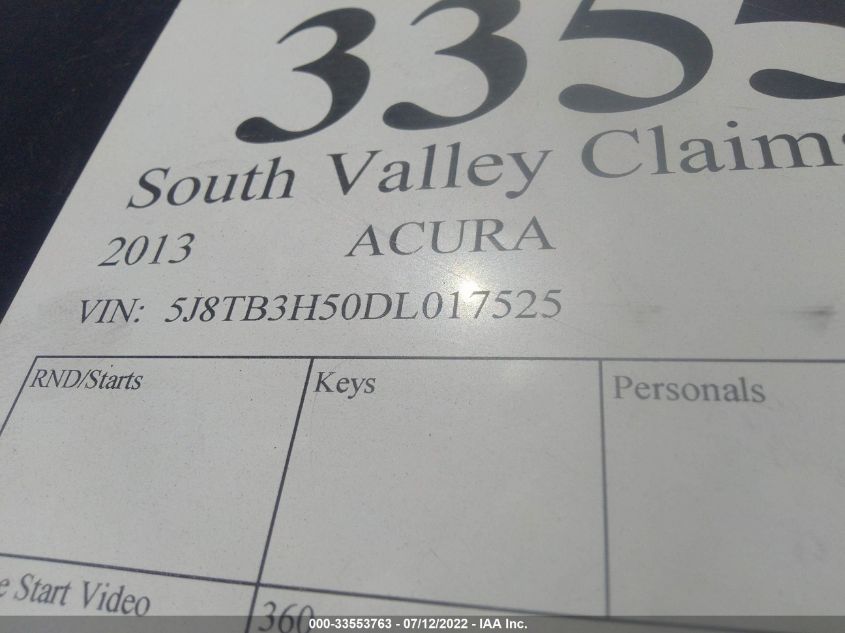 3355
South Valley Claims
2013 ACURA
VIN: 5J8TB3H50DL017525
RND/Starts Keys Personals
e Start Video 360
000-33553763 - 07/12/2022 - IAA Inc.